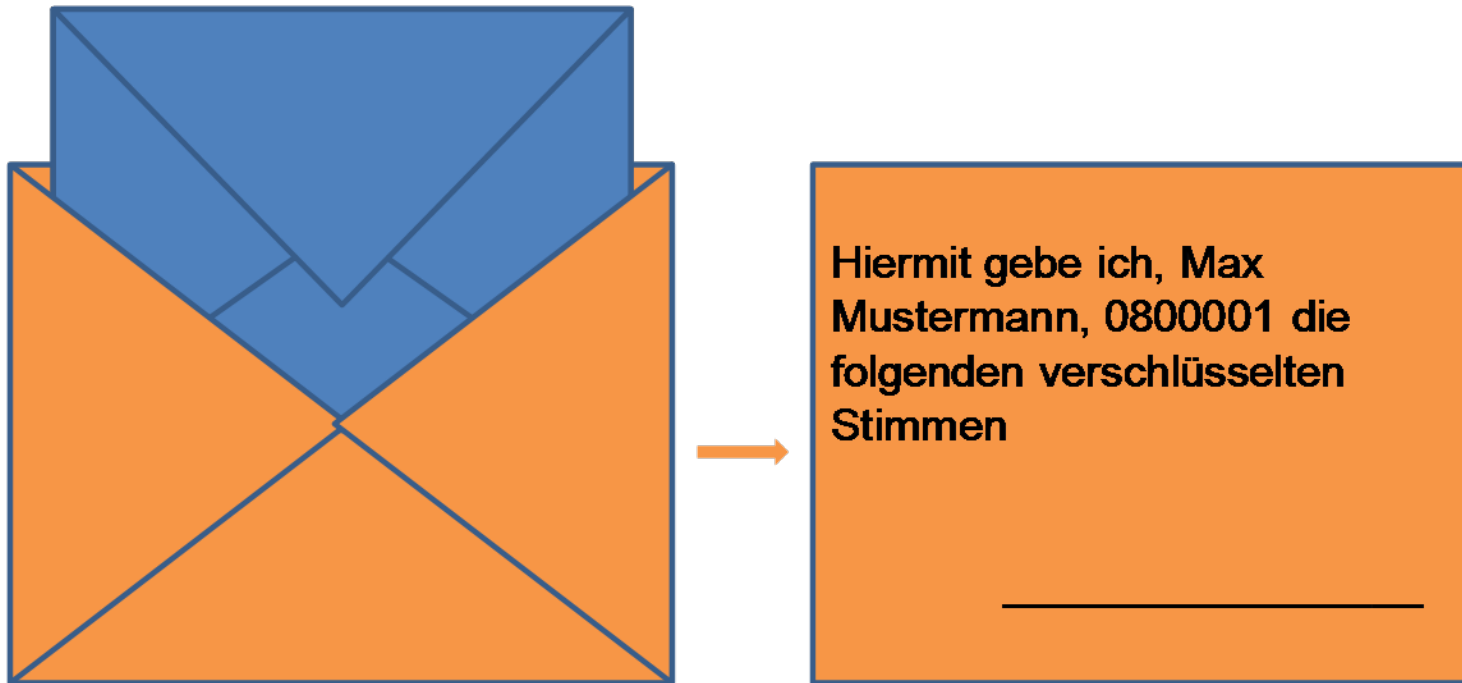 Hiermit gebe ich, Max
Mustermann, 0800001 die
folgenden verschlüsselten
Stimmen